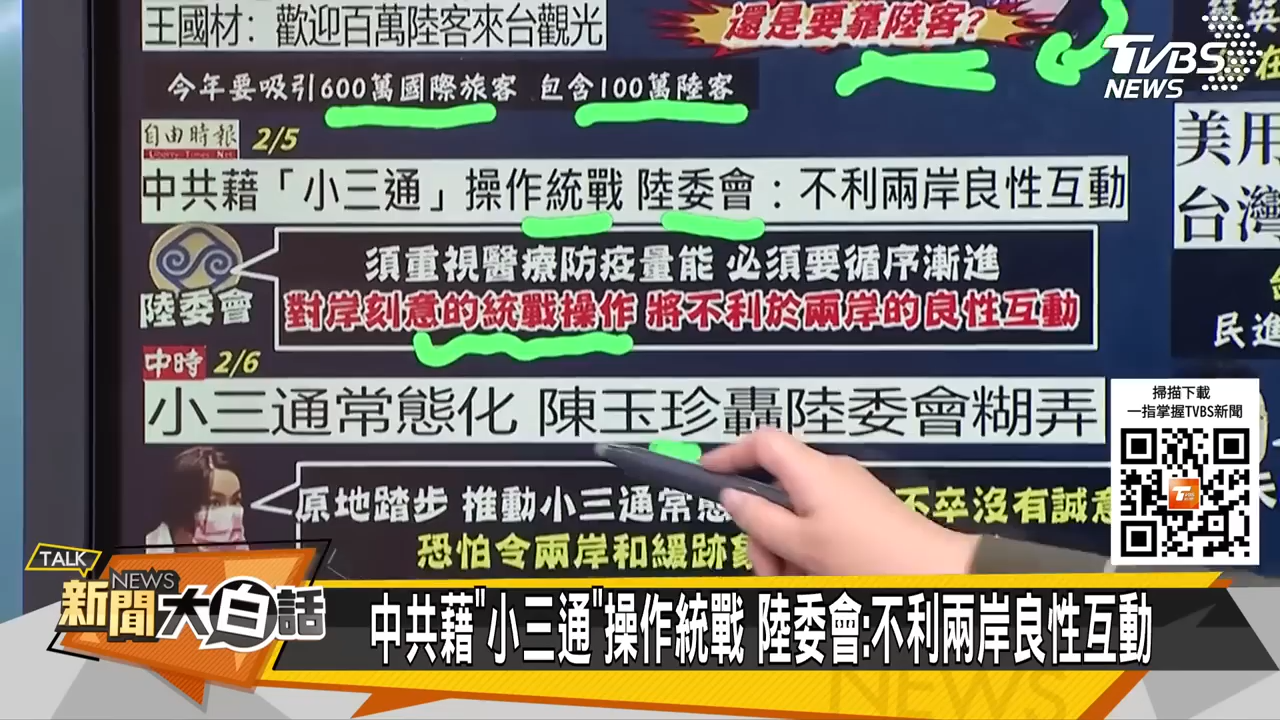 王國材：歡迎百萬陸客來台觀光
還是要靠陸客?
今年要吸引600萬國際旅客 包含100萬陸客
TVBS
NEWS
自由時報 2/5
Liberty Times Net
中共藉「小三通」操作統戰 陸委會：不利兩岸良性互動
美用
台灣
陸委會
須重視醫療防疫量能 必須要循序漸進
對岸刻意的統戰操作 將不利於兩岸的良性互動
民進
中時 2/6
小三通常態化 陳玉珍轟陸委會糊弄
原地踏步 推動小三通常態
不卒沒有誠意
恐怕令兩岸和緩跡象
掃描下載
一指掌握TVBS新聞
TALK
NEWS
新聞大白話
中共藉"小三通"操作統戰 陸委會:不利兩岸良性互動
NEWS